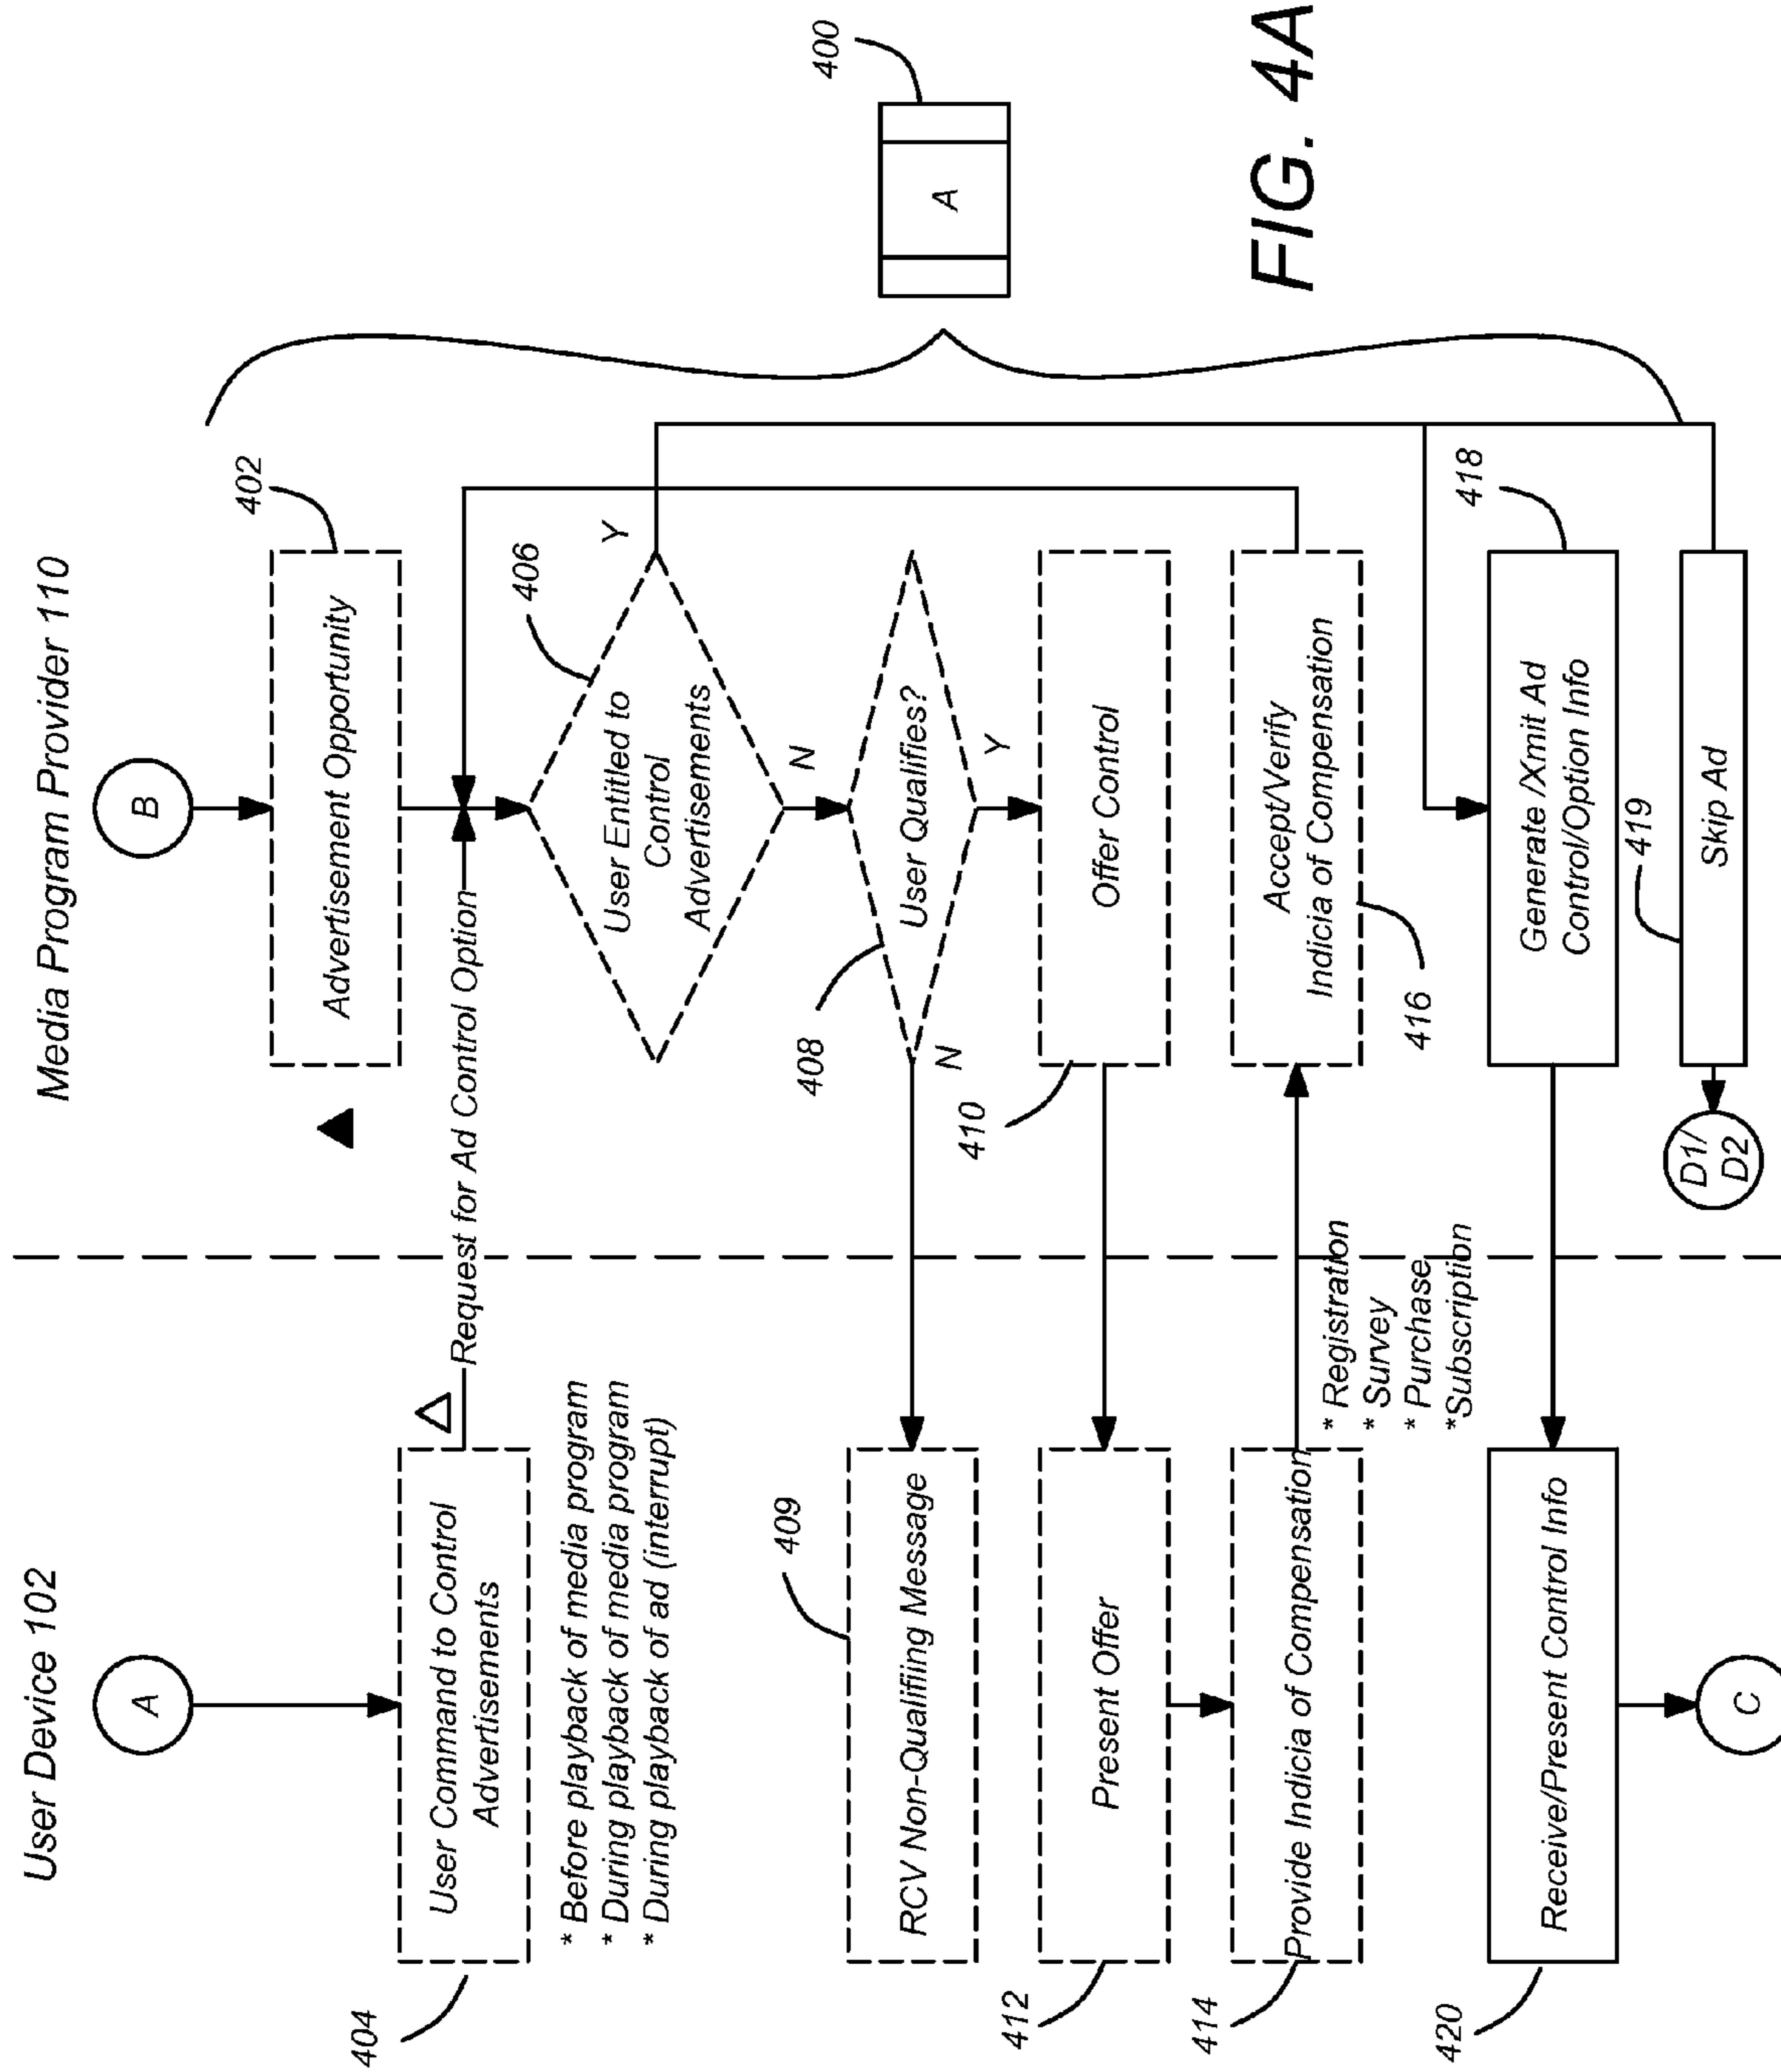 User Device 102
Media Program Provider 110
A
B
402
Advertisement Opportunity
404
User Command to Control
Advertisements
Request for Ad Control Option
* Before playback of media program
* During playback of media program
* During playback of ad (interrupt)
406
User Entitled to
Control
Advertisements
Y
N
408
User Qualifies?
N
Y
409
RCV Non-Qualifiing Message
410
Offer Control
412
Present Offer
414
Provide Indicia of Compensation
* Registration
* Survey
* Purchase
*Subscription
Accept/Verify
Indicia of Compensation
416
418
Generate /Xmit Ad
Control/Option Info
420
Receive/Present Control Info
419
Skip Ad
D1/
D2
C
400
A
FIG. 4A